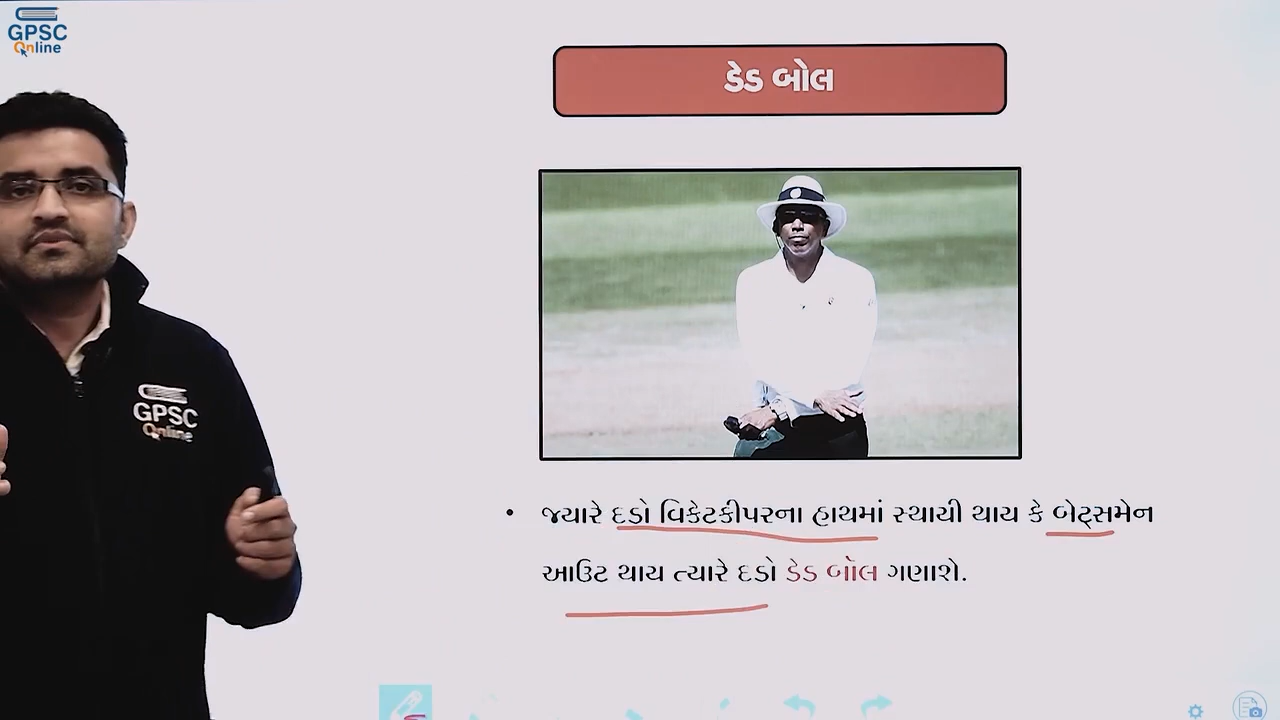 GPSC
Online
ડેડ બોલ
GPSC
Online
• જ્યારે દડો વિકેટકીપરના હાથમાં સ્થાયી થાય કે બેટ્સમેન
આઉટ થાય ત્યારે દડો ડેડ બૉલ ગણાશે.